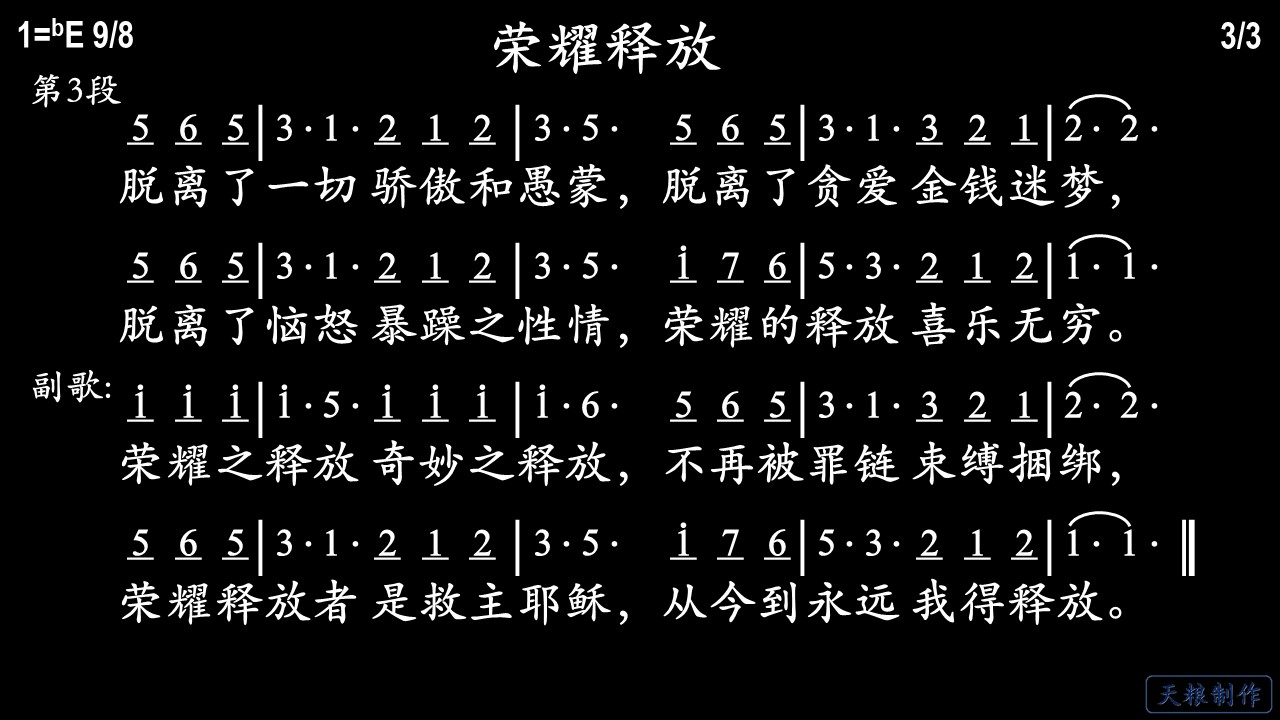 1=ᵇE 9/8
荣耀释放
3/3
第3段
5 6 5|3·1·2 1 2|3·5· 5 6 5|3·1·3 2 1|2·2·
脱离了一切 骄傲和愚蒙，脱离了贪爱 金钱迷梦，
5 6 5|3·1·2 1 2|3·5· i 7 6|5·3·2 1 2|1·1·
脱离了恼怒 暴躁之性情，荣耀的释放 喜乐无穷。
副歌:
i i i|i·5·i i i|i·6· 5 6 5|3·1·3 2 1|2·2·
荣耀之释放 奇妙之释放，不再被罪链 束缚捆绑，
5 6 5|3·1·2 1 2|3·5· i 7 6|5·3·2 1 2|1·1·‖
荣耀释放者 是救主耶稣，从今到永远 我得释放。
天粮制作